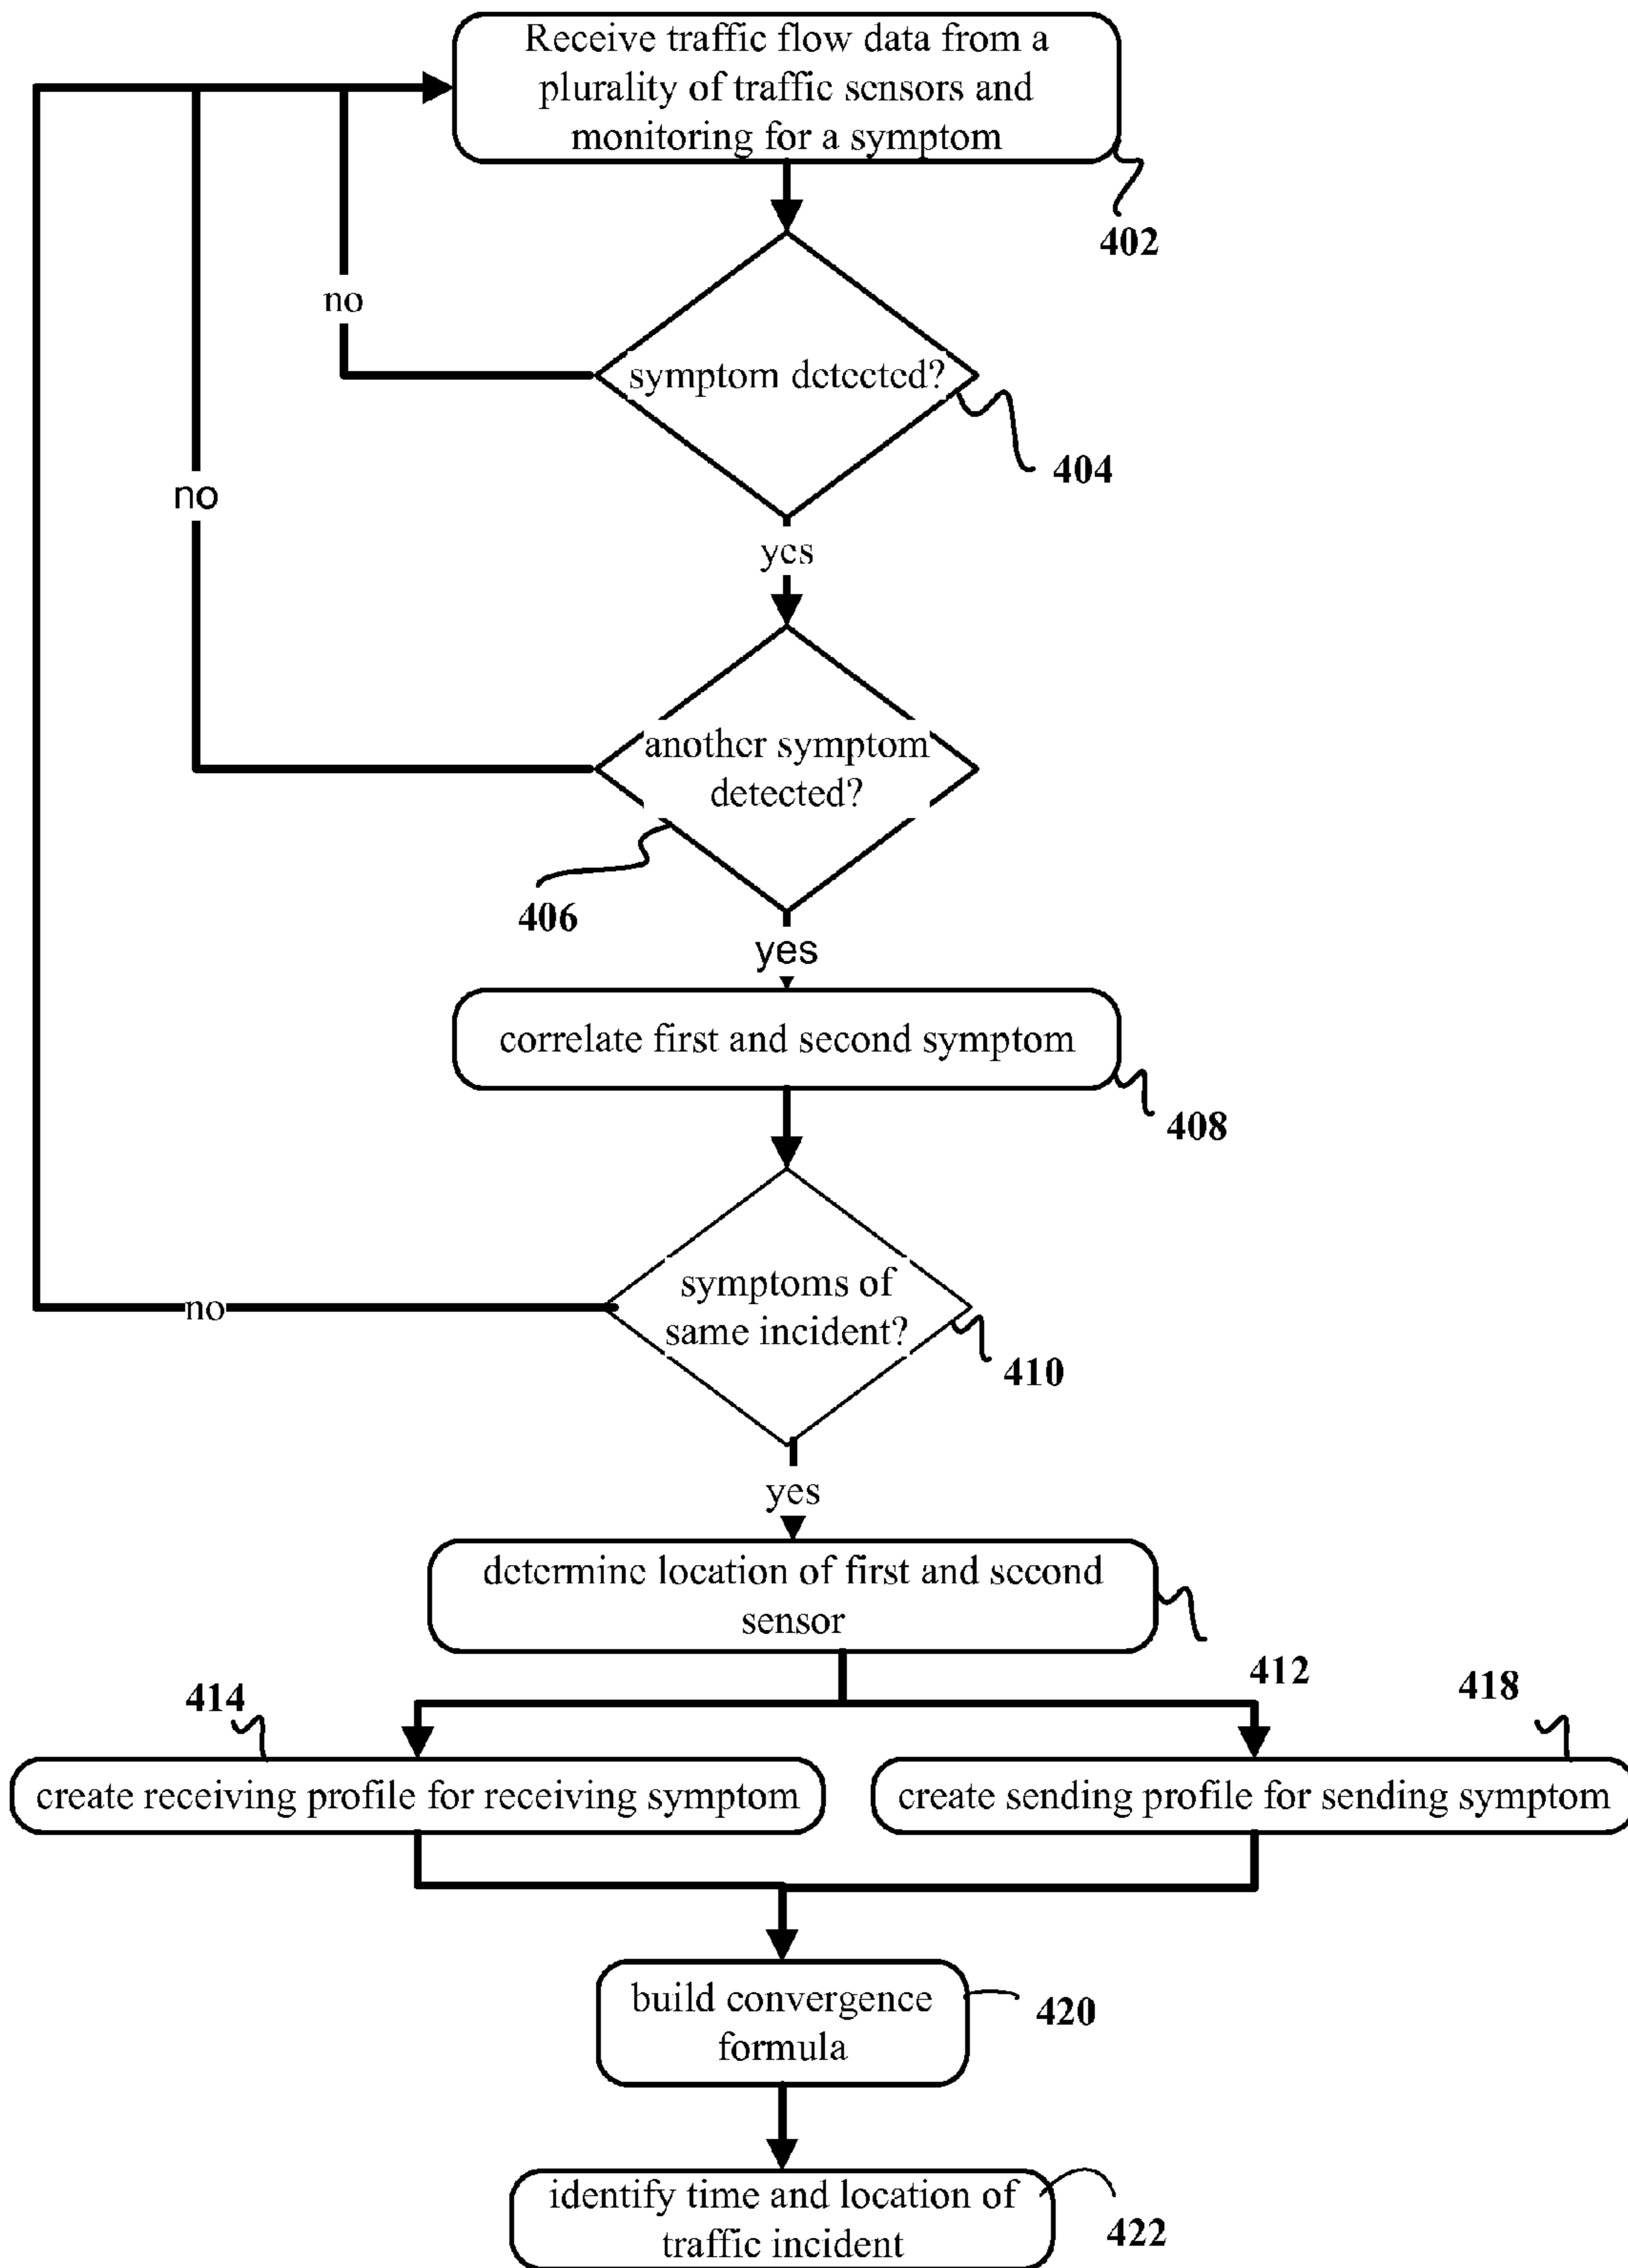 Receive traffic flow data from a
plurality of traffic sensors and
monitoring for a symptom
402
no
symptom detected?
404
no
yes
another symptom
detected?
406
yes
correlate first and second symptom
408
symptoms of
same incident?
no
410
yes
determine location of first and second
sensor
412
414
418
create receiving profile for receiving symptom
create sending profile for sending symptom
build convergence
formula
420
identify time and location of
traffic incident
422